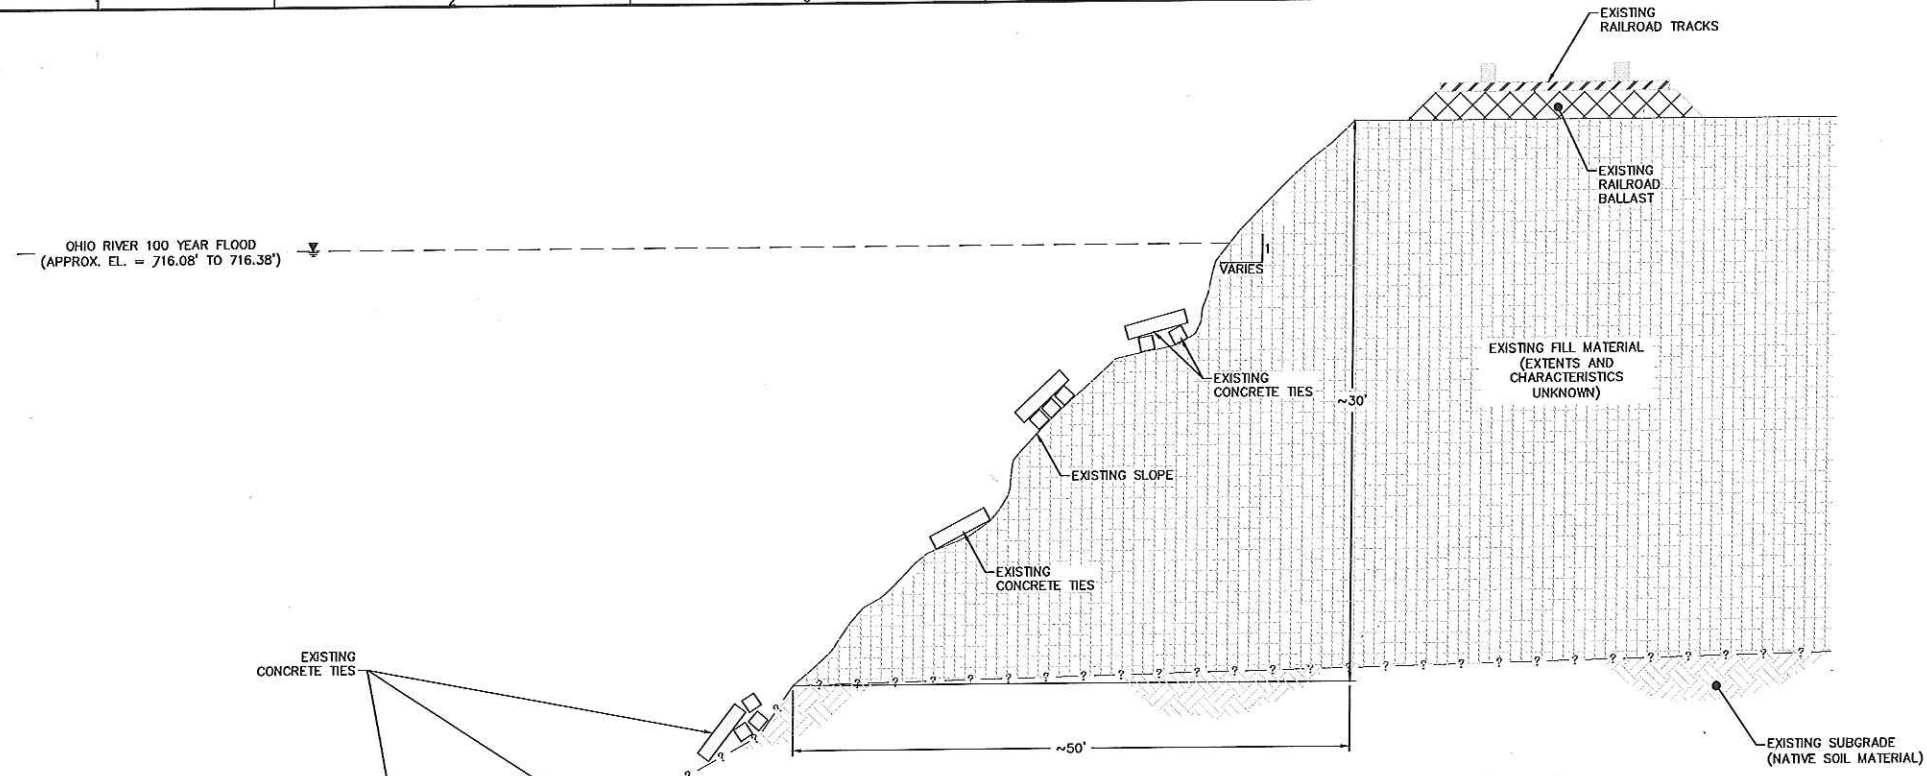 1
2
EXISTING
RAILROAD TRACKS
EXISTING
RAILROAD
BALLAST
OHIO RIVER 100 YEAR FLOOD
(APPROX. EL. = 716.08' TO 716.38')
1
VARIES
EXISTING FILL MATERIAL
(EXTENTS AND
CHARACTERISTICS
UNKNOWN)
EXISTING
CONCRETE TIES
~30'
EXISTING SLOPE
EXISTING
CONCRETE TIES
EXISTING
CONCRETE TIES
? ? ? ? ? ? ? ? ? ? ? ? ? ? ? ? ? ? ? ? ? ? ? ? ? ? ?
?
?
?
?
~50'
EXISTING SUBGRADE
(NATIVE SOIL MATERIAL)